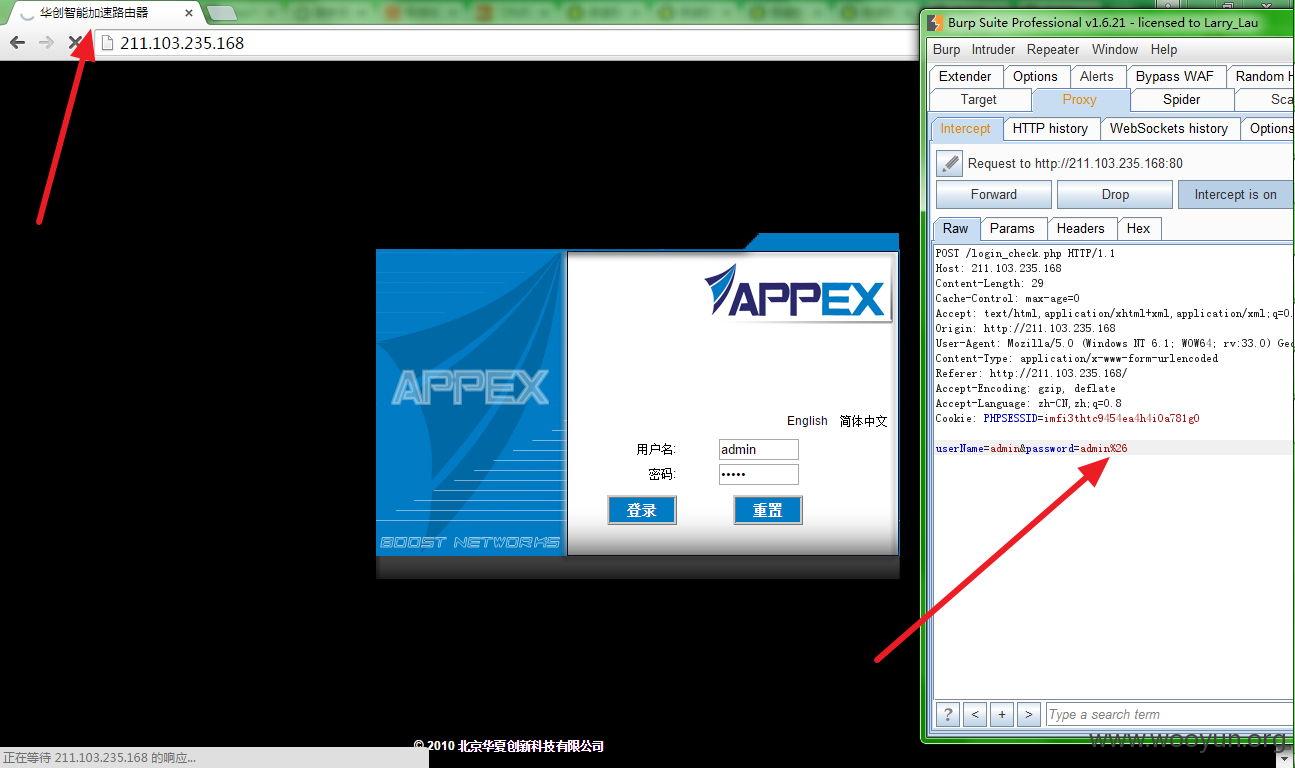 华创智能加速路由器
211.103.235.168
APPEX
APPEX
English 简体中文
用户名: admin
密码: •••••
登录 重置
BOOST NETWORKS
© 2010 北京华夏创新科技有限公司
正在等待 211.103.235.168 的响应...
Burp Suite Professional v1.6.21 - licensed to Larry_Lau
Burp Intruder Repeater Window Help
Extender Options Alerts Bypass WAF Random H
Target Proxy Spider Sca
Intercept HTTP history WebSockets history Options
Request to http://211.103.235.168:80
Forward Drop Intercept is on
Raw Params Headers Hex
POST /login_check.php HTTP/1.1
Host: 211.103.235.168
Content-Length: 29
Cache-Control: max-age=0
Accept: text/html,application/xhtml+xml,application/xml;q=0.
Origin: http://211.103.235.168
User-Agent: Mozilla/5.0 (Windows NT 6.1; WOW64; rv:33.0) Gec
Content-Type: application/x-www-form-urlencoded
Referer: http://211.103.235.168/
Accept-Encoding: gzip, deflate
Accept-Language: zh-CN,zh;q=0.8
Cookie: PHPSESSID=imfi3thtc9454ea4h4i0a781g0
userName=admin&password=admin%26
? < + > Type a search term
www.wooyun.org